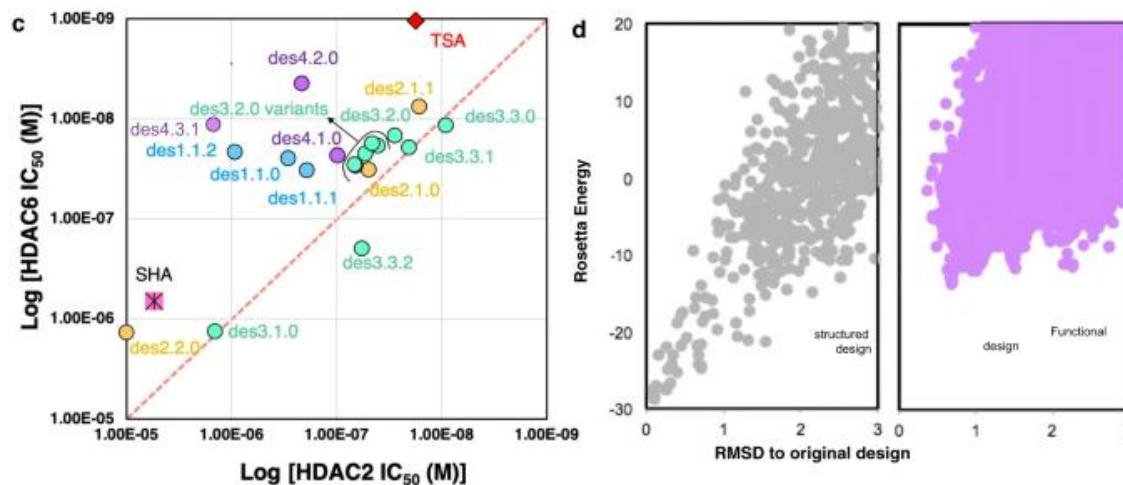 c
Log [HDAC6 IC50 (M)]
1.00E-09
1.00E-08
1.00E-07
1.00E-06
1.00E-05
TSA
des4.2.0
des2.1.1
des3.2.0 variants
des3.2.0
des3.3.0
des4.3.1
des4.1.0
des3.3.1
des1.1.2
des1.1.0
des2.1.0
des1.1.1
des3.3.2
SHA
des2.2.0
des3.1.0
1.00E-05 1.00E-06 1.00E-07 1.00E-08 1.00E-09
Log [HDAC2 IC50 (M)]
d
Rosetta Energy
20
10
0
-10
-20
-30
structured
design
Functional
design
0 1 2 3 0 1 2
RMSD to original design